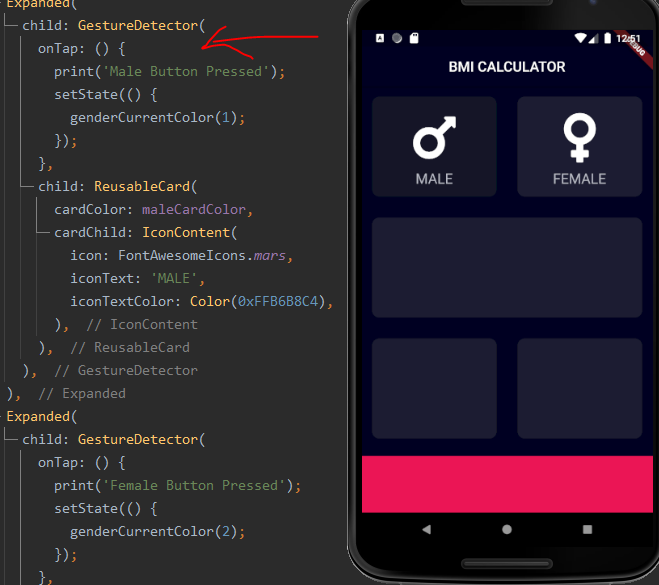 Expanded(
child: GestureDetector(
onTap: () {
print('Male Button Pressed');
setState(() {
genderCurrentColor(1);
});
},
child: ReusableCard(
cardColor: maleCardColor,
cardChild: IconContent(
icon: FontAwesomeIcons.mars,
iconText: 'MALE',
iconTextColor: Color(0xFFB6B8C4),
), // IconContent
), // ReusableCard
), // GestureDetector
), // Expanded
Expanded(
child: GestureDetector(
onTap: () {
print('Female Button Pressed');
setState(() {
genderCurrentColor(2);
});
},
A 12:51
BMI CALCULATOR
MALE FEMALE